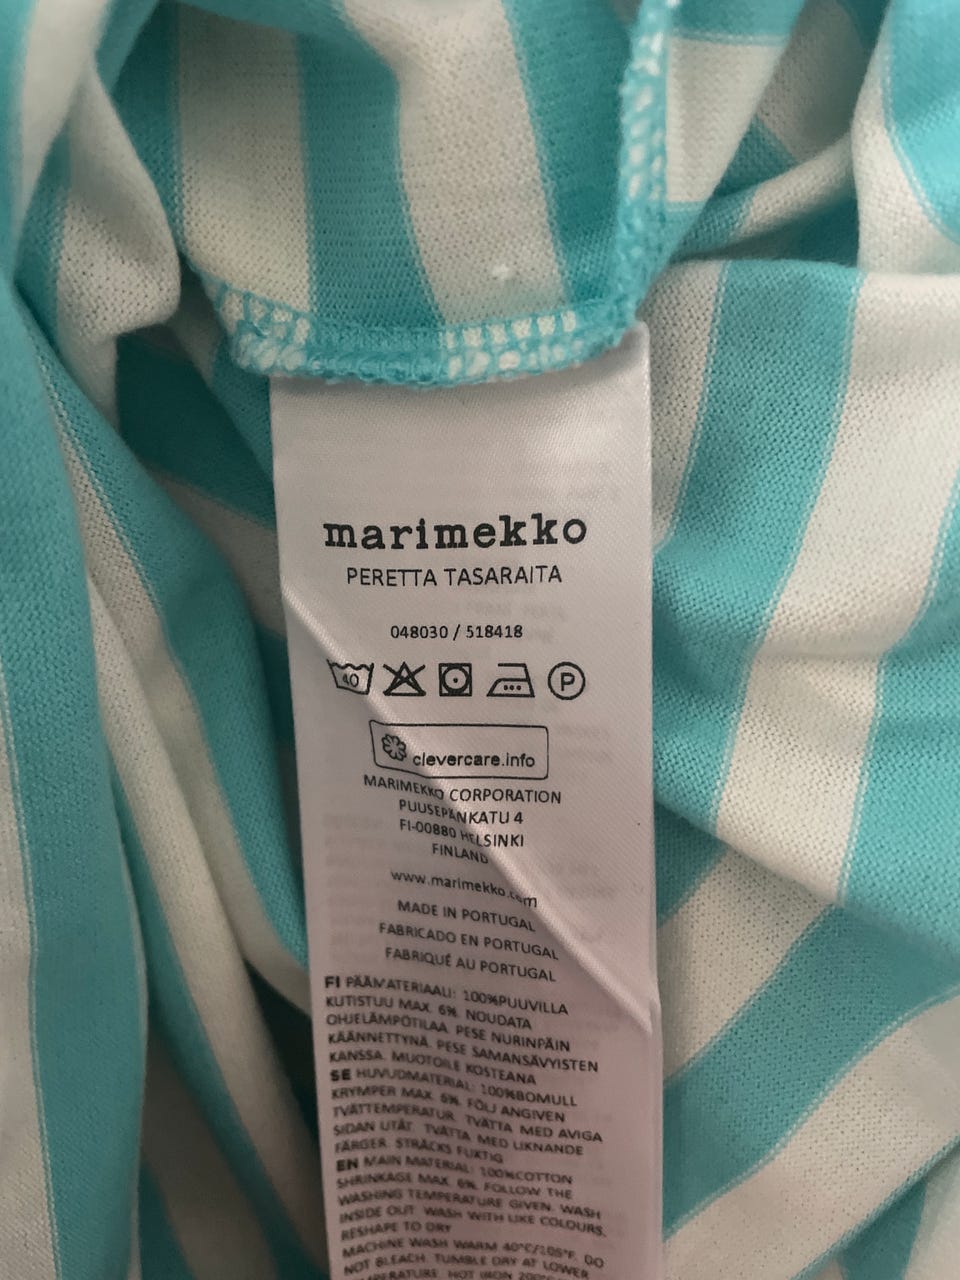 marimekko
PERETTA TASARAITA
048030 / 518418
40 P
clevercare.info
MARIMEKKO CORPORATION
PUUSEPÄNKATU 4
FI-00880 HELSINKI
FINLAND
www.marimekko.com
MADE IN PORTUGAL
FABRICADO EN PORTUGAL
FABRIQUÉ AU PORTUGAL
FI PÄÄMATERIAALI: 100%PUUVILLA
KUTISTUU MAX. 6%. NOUDATA
OHJELÄMPÖTILAA. PESE NURINPÄIN
KÄÄNNETTYNÄ. PESE SAMANSÄVYISTEN
KANSSA. MUOTOILE KOSTEANA
SE HUVUDMATERIAL: 100%BOMULL
KRYMPER MAX. 6%. FÖLJ ANGIVEN
TVÄTTEMPERATUR. TVÄTTA MED AVIGA
SIDAN UTÅT. TVÄTTA MED LIKNANDE
FÄRGER. STRÄCKS FUKTIG
EN MAIN MATERIAL: 100%COTTON
SHRINKAGE MAX. 6%. FOLLOW THE
WASHING TEMPERATURE GIVEN. WASH
INSIDE OUT. WASH WITH LIKE COLOURS.
RESHAPE TO DRY
MACHINE WASH WARM 40°C/105°F. DO
NOT BLEACH. TUMBLE DRY AT LOWER
TEMPERATURE. HOT IRON